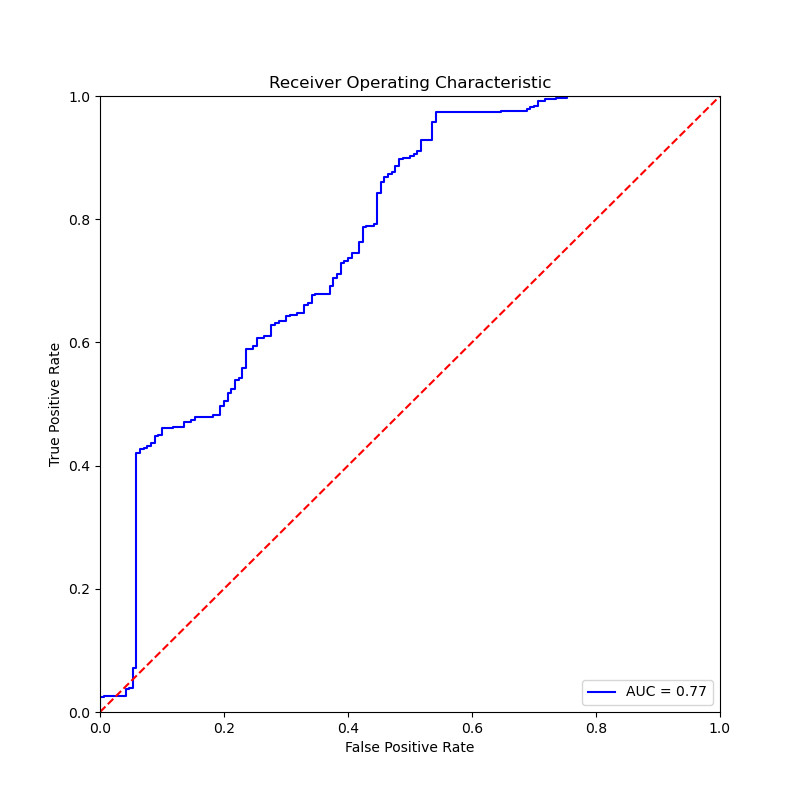 Receiver Operating Characteristic
1.0
0.8
0.6
0.4
0.2
0.0
True Positive Rate
AUC = 0.77
0.0 0.2 0.4 0.6 0.8 1.0
False Positive Rate